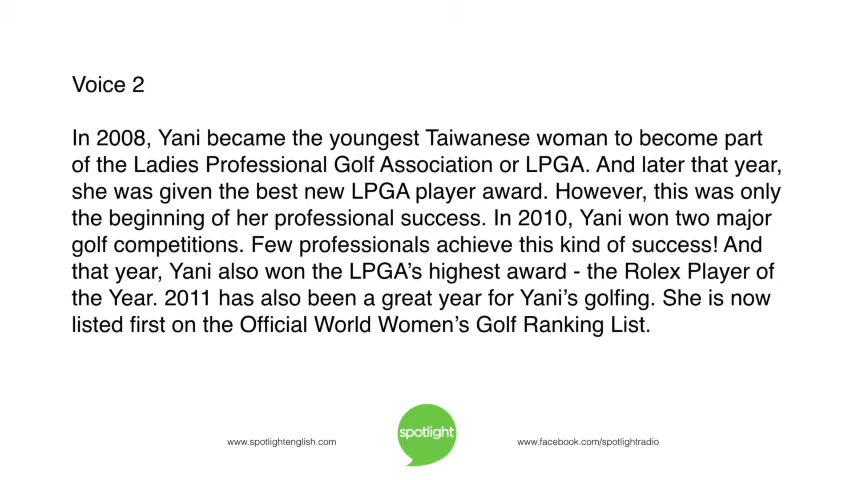 Voice 2
In 2008, Yani became the youngest Taiwanese woman to become part
of the Ladies Professional Golf Association or LPGA. And later that year,
she was given the best new LPGA player award. However, this was only
the beginning of her professional success. In 2010, Yani won two major
golf competitions. Few professionals achieve this kind of success! And
that year, Yani also won the LPGA’s highest award - the Rolex Player of
the Year. 2011 has also been a great year for Yani’s golfing. She is now
listed first on the Official World Women’s Golf Ranking List.
www.spotlightenglish.com
spotlight
www.facebook.com/spotlightradio